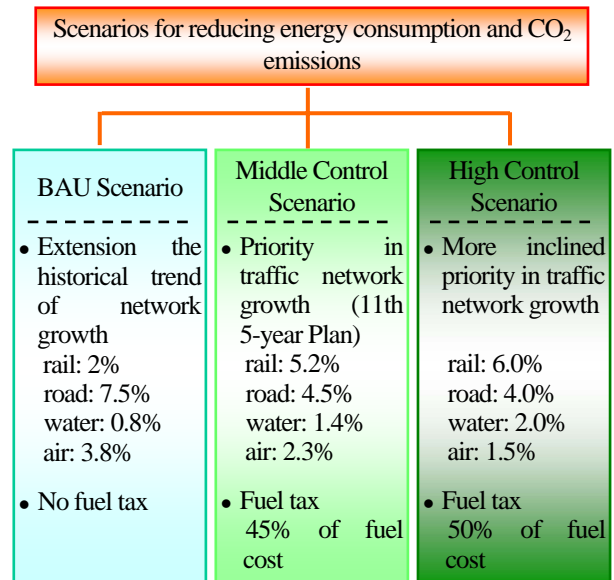 Scenarios for reducing energy consumption and CO₂
emissions
BAU Scenario
• Extension the
historical trend
of network
growth
rail: 2%
road: 7.5%
water: 0.8%
air: 3.8%
• No fuel tax
Middle Control
Scenario
• Priority in
traffic network
growth (11th
5-year Plan)
rail: 5.2%
road: 4.5%
water: 1.4%
air: 2.3%
• Fuel tax
45% of fuel
cost
High Control
Scenario
• More inclined
priority in traffic
network growth
rail: 6.0%
road: 4.0%
water: 2.0%
air: 1.5%
• Fuel tax
50% of fuel
cost